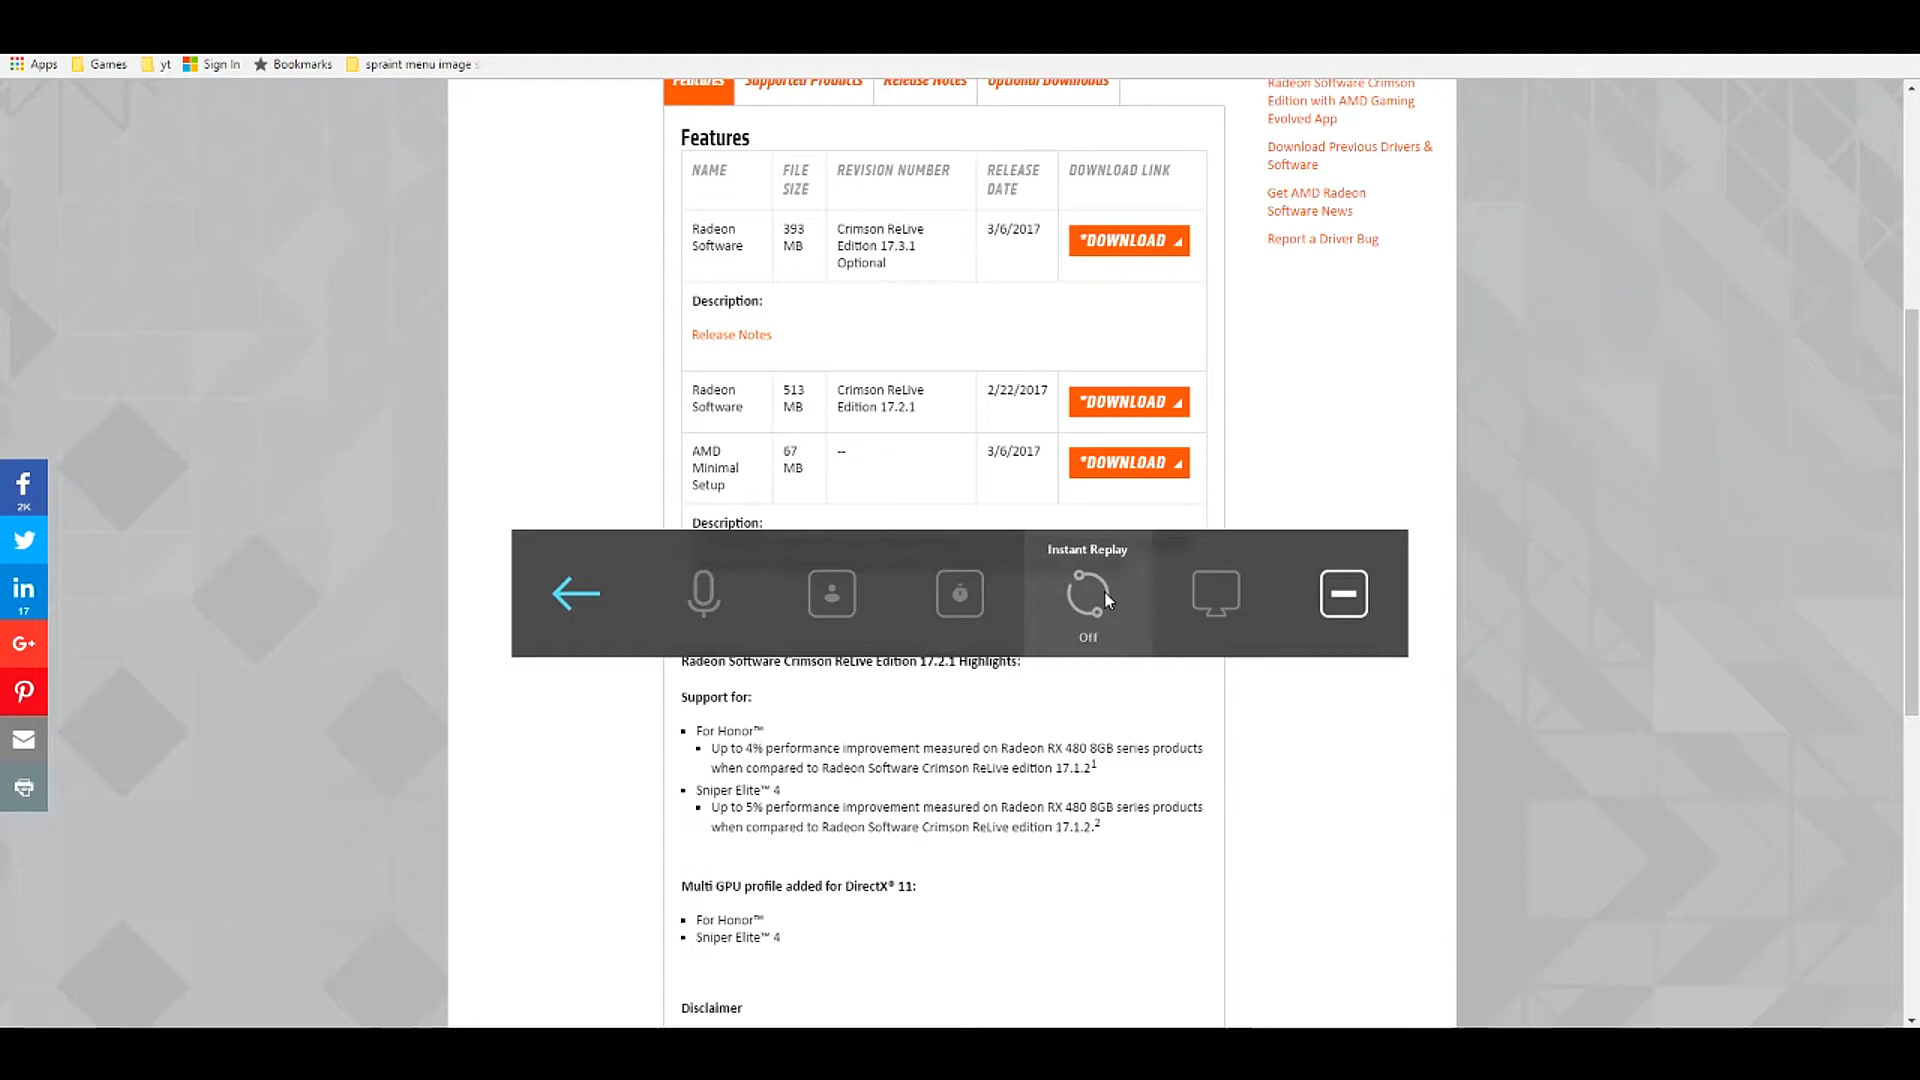 Apps Games yt Sign In Bookmarks spraint menu image s
Features Supported Products Release Notes Optional Downloads
Features
NAME FILE SIZE REVISION NUMBER RELEASE DATE DOWNLOAD LINK
Radeon Software 393 MB Crimson ReLive Edition 17.3.1 Optional 3/6/2017 *DOWNLOAD
Description:
Release Notes
Radeon Software 513 MB Crimson ReLive Edition 17.2.1 2/22/2017 *DOWNLOAD
AMD Minimal Setup 67 MB -- 3/6/2017 *DOWNLOAD
Description:
Instant Replay
Off
Radeon Software Crimson ReLive Edition 17.2.1 Highlights:
Support for:
For Honor™
Up to 4% performance improvement measured on Radeon RX 480 8GB series products
when compared to Radeon Software Crimson ReLive edition 17.1.2¹
Sniper Elite™ 4
Up to 5% performance improvement measured on Radeon RX 480 8GB series products
when compared to Radeon Software Crimson ReLive edition 17.1.2.²
Multi GPU profile added for DirectX® 11:
For Honor™
Sniper Elite™ 4
Disclaimer
Radeon Software Crimson
Edition with AMD Gaming
Evolved App
Download Previous Drivers &
Software
Get AMD Radeon
Software News
Report a Driver Bug
f
2K
in
17
G+